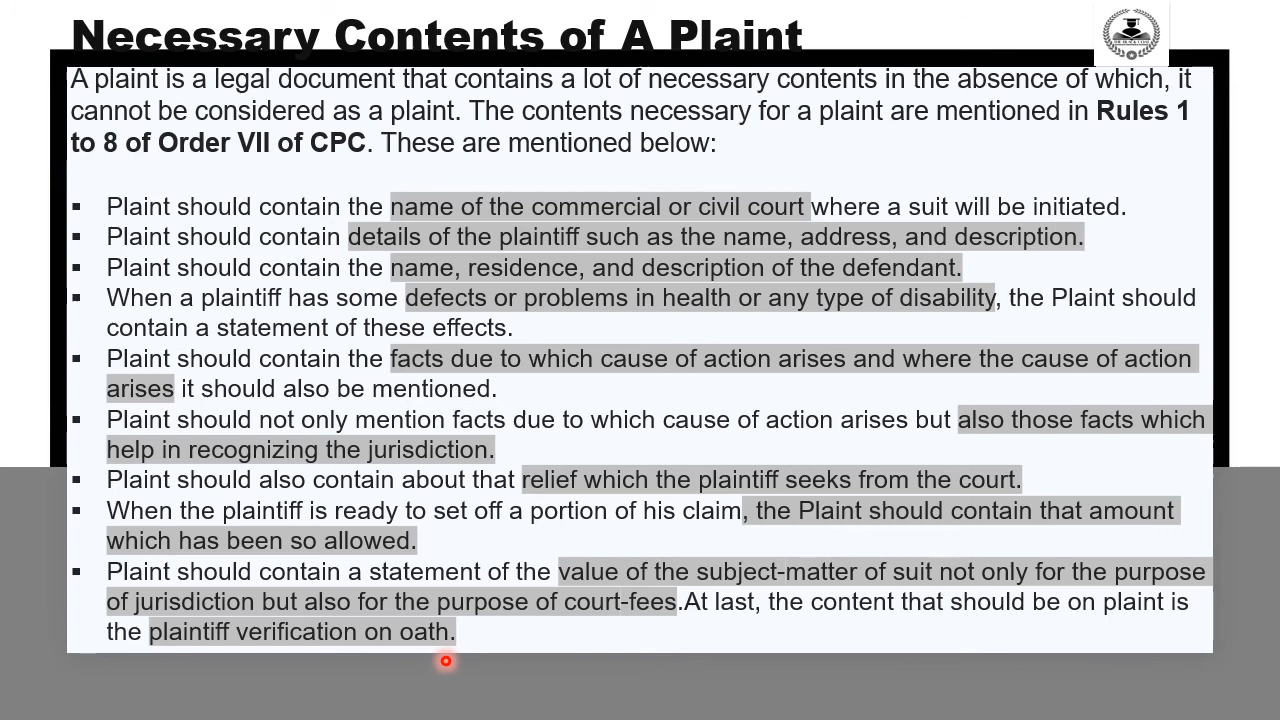 Necessary Contents of A Plaint
A plaint is a legal document that contains a lot of necessary contents in the absence of which, it
cannot be considered as a plaint. The contents necessary for a plaint are mentioned in Rules 1
to 8 of Order VII of CPC. These are mentioned below:
▪ Plaint should contain the name of the commercial or civil court where a suit will be initiated.
▪ Plaint should contain details of the plaintiff such as the name, address, and description.
▪ Plaint should contain the name, residence, and description of the defendant.
▪ When a plaintiff has some defects or problems in health or any type of disability, the Plaint should
contain a statement of these effects.
▪ Plaint should contain the facts due to which cause of action arises and where the cause of action
arises it should also be mentioned.
▪ Plaint should not only mention facts due to which cause of action arises but also those facts which
help in recognizing the jurisdiction.
▪ Plaint should also contain about that relief which the plaintiff seeks from the court.
▪ When the plaintiff is ready to set off a portion of his claim, the Plaint should contain that amount
which has been so allowed.
▪ Plaint should contain a statement of the value of the subject-matter of suit not only for the purpose
of jurisdiction but also for the purpose of court-fees.At last, the content that should be on plaint is
the plaintiff verification on oath.